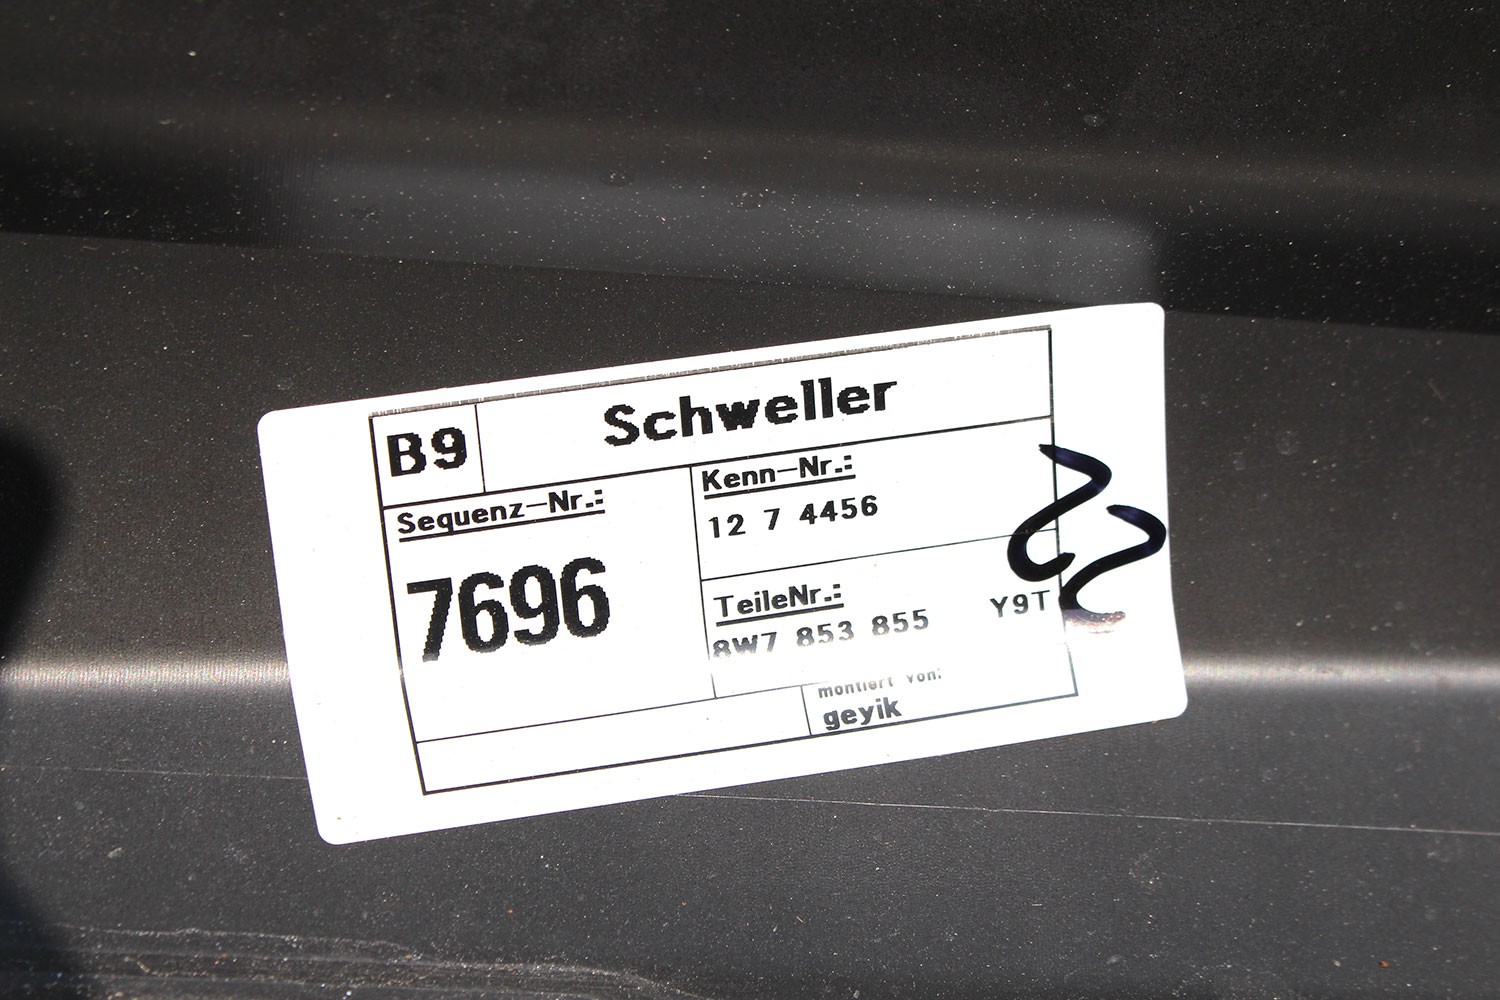 B9 Schweller
Sequenz-Nr.:
7696
Kenn-Nr.:
12 7 4456
TeileNr.:
8W7 853 855 Y9T
montiert von:
geyik